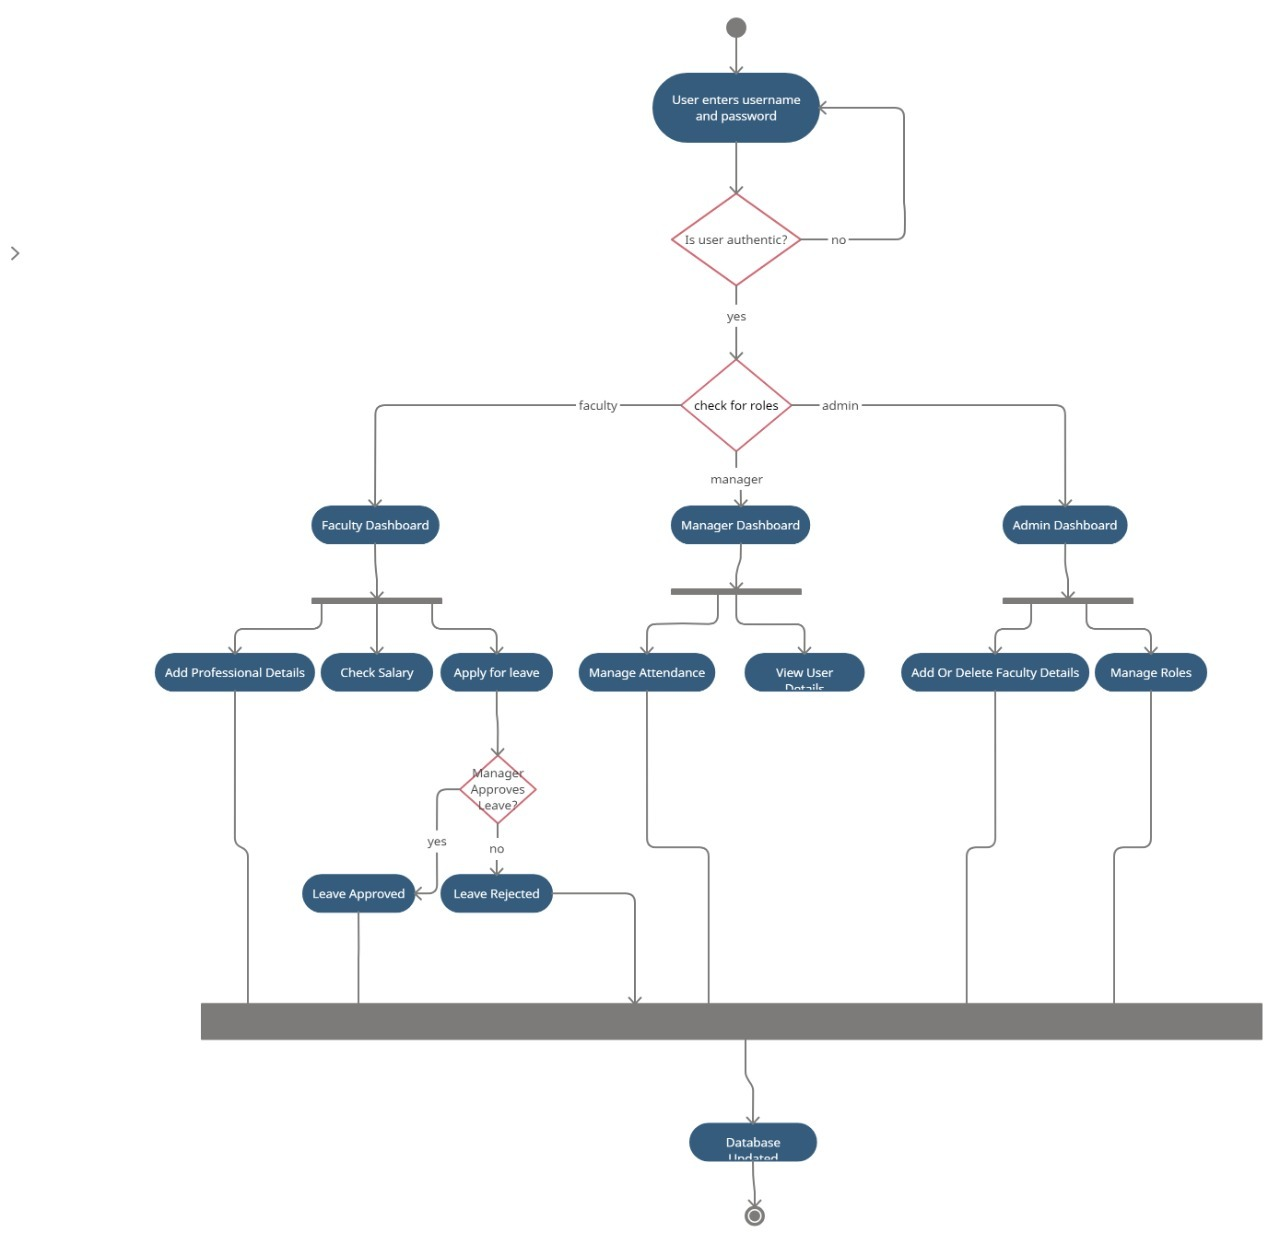 User enters username
and password
Is user authentic?
no
yes
faculty
check for roles
admin
manager
Faculty Dashboard
Manager Dashboard
Admin Dashboard
Add Professional Details
Check Salary
Apply for leave
Manage Attendance
View User
Details
Add Or Delete Faculty Details
Manage Roles
Manager
Approves
Leave?
yes
no
Leave Approved
Leave Rejected
Database
Updated